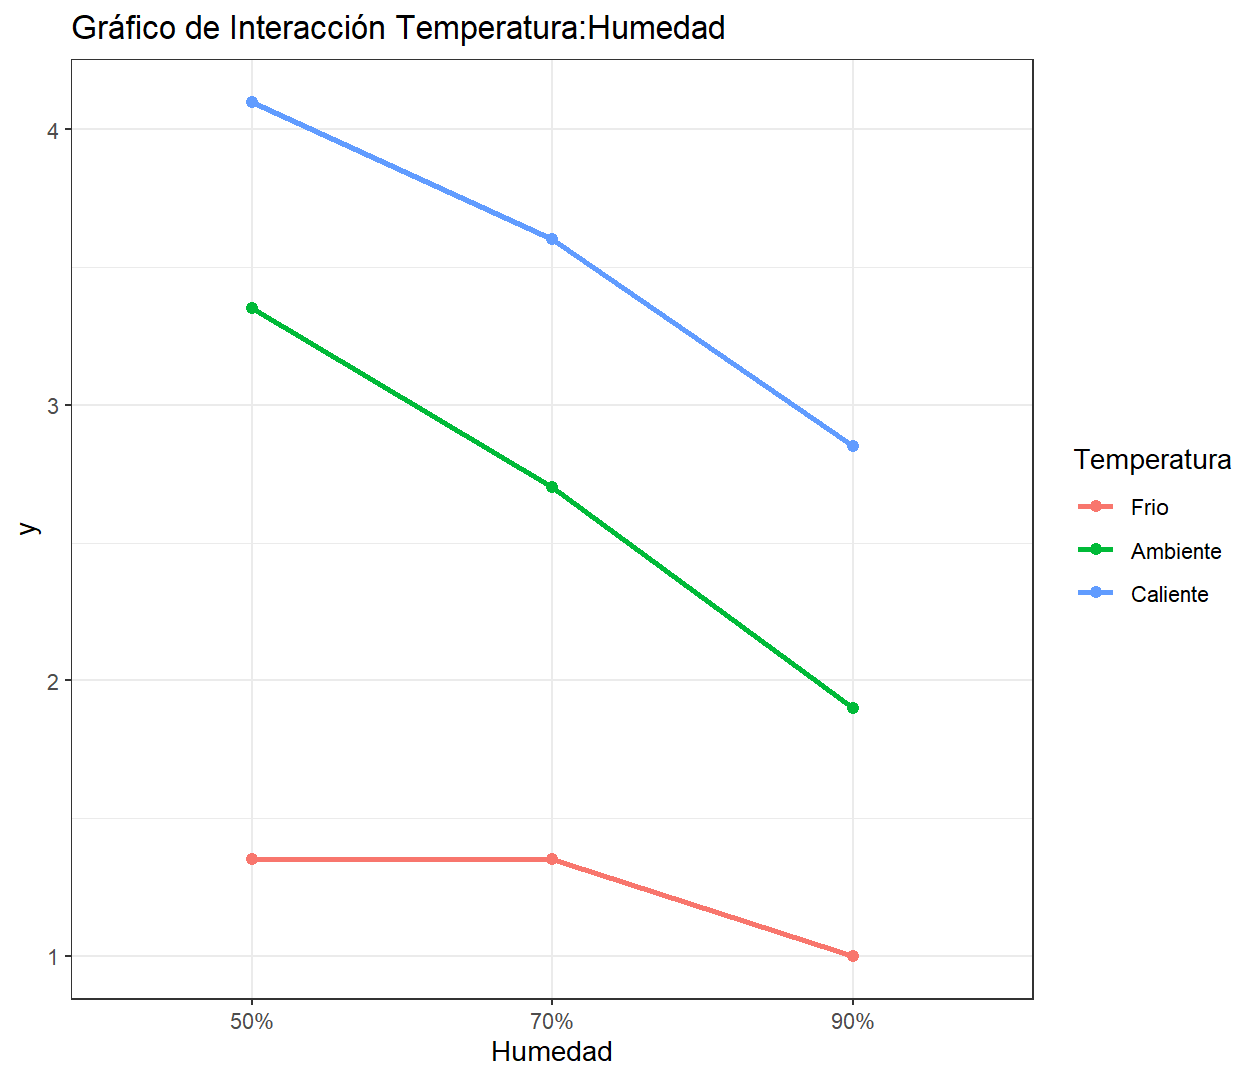 Gráfico de Interacción Temperatura:Humedad
4
3
2
1
y
50% 70% 90%
Humedad
Temperatura
Frio
Ambiente
Caliente